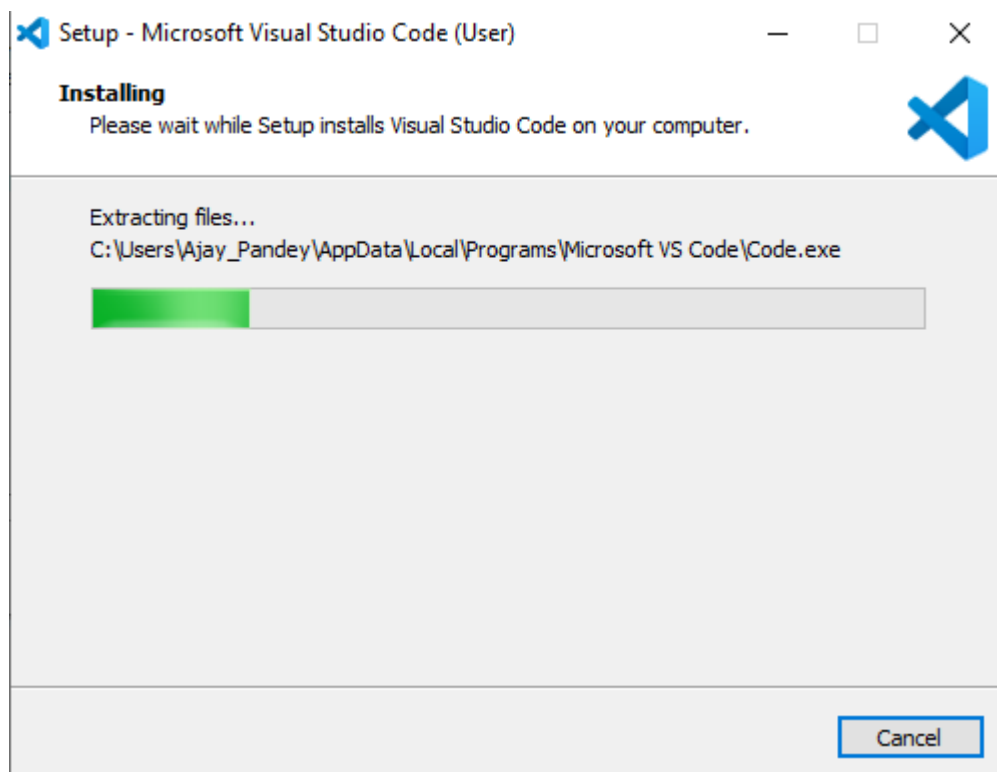 Setup - Microsoft Visual Studio Code (User)
Installing
Please wait while Setup installs Visual Studio Code on your computer.
Extracting files...
C:\Users\Ajay_Pandey\AppData\Local\Programs\Microsoft VS Code\Code.exe
Cancel